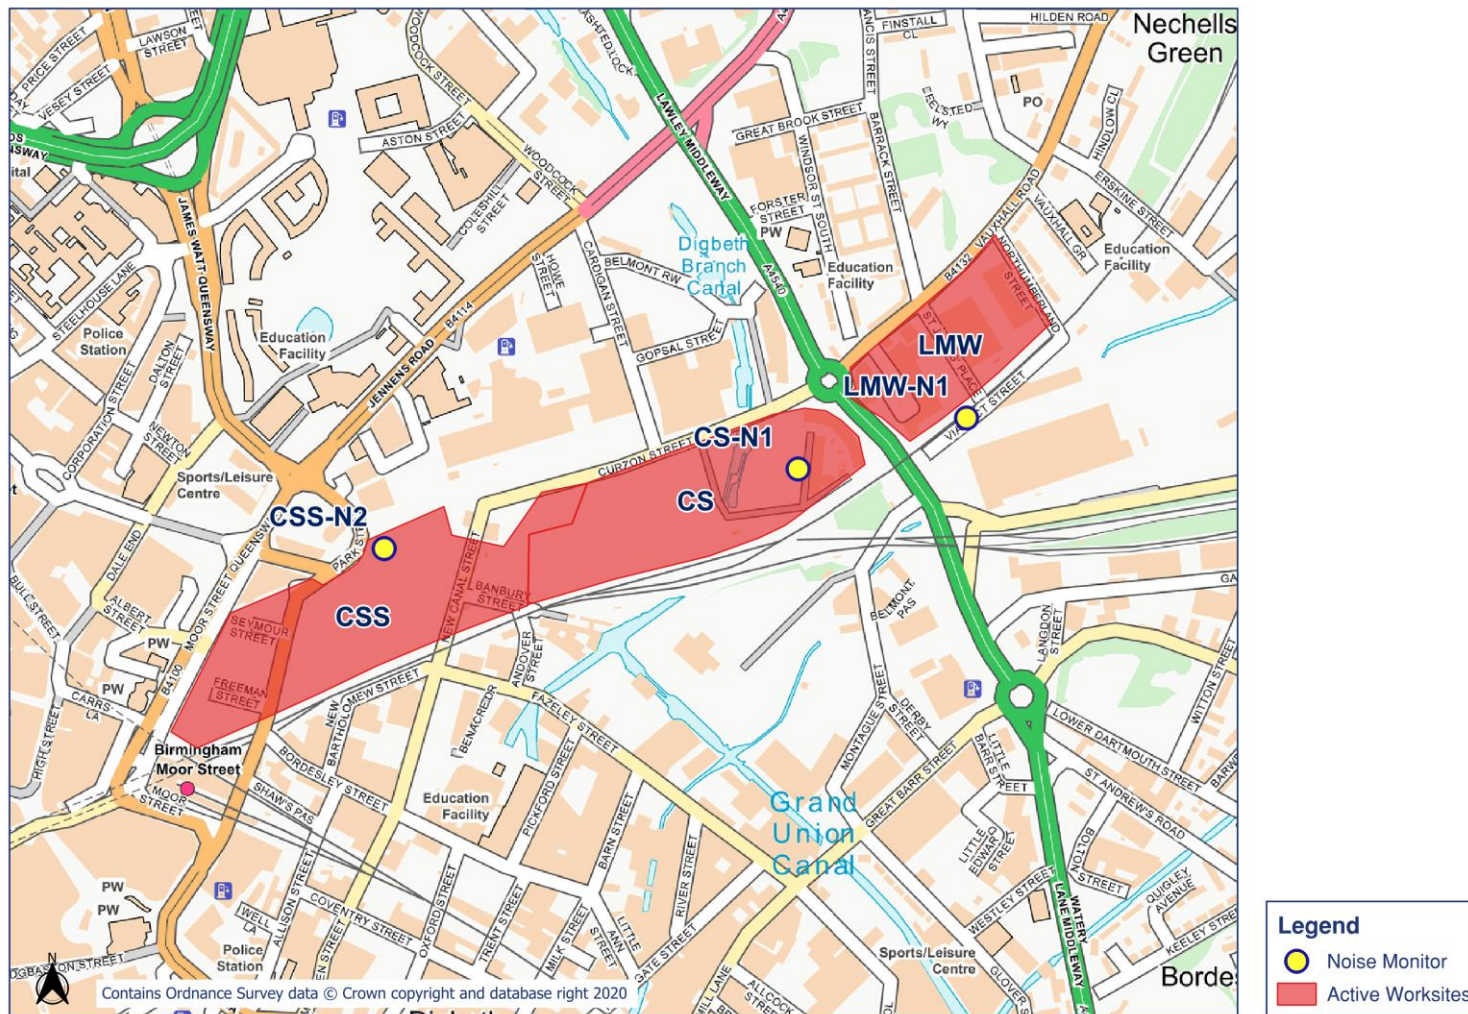 Nechells
Green
HILDEN ROAD
FINSTALL
CL
PRICE STREET
LAWSON
STREET
VESEY STREET
WOODCOCK STREET
ASTON STREET
WOODCOCK
STREET
COLESHILL
STREET
LAWLEY MIDDLEWAY
GREAT BROOK STREET
WINDSOR ST SOUTH
BARRACK STREET
PO
HINDLOW CL
ERSKINE STREET
VAUXHALL ROAD
VAUXHALL GR
FORSTER
STREET
PW
Education
Facility
Education
Facility
B4132
NORTHUMBERLAND
STREET
JAMES WATT QUEENSWAY
STEELHOUSE LANE
Police
Station
DALTON
STREET
Education
Facility
HOWE
STREET
CARDIGAN STREET
BELMONT RW
Digbeth
Branch
Canal
A4540
GOPSAL STREET
JENNENS ROAD
B4114
CORPORATION STREET
NEWTON
STREET
Sports/Leisure
Centre
LMW
LMW-N1
CS-N1
CURZON STREET
CS
CSS-N2
PARK
DALE END
MOOR STREET QUEENSWAY
NEW CANAL STREET
BANBURY
STREET
CSS
SEYMOUR
STREET
FREEMAN
STREET
BULL STREET
ALBERT
STREET
PW
B4100
PW
CARRS
LA
HIGH STREET
Birmingham
Moor Street
MOOR
STREET
SHAW'S PAS
BORDESLEY STREET
NEW
BARTHOLOMEW STREET
ANDOVER
STREET
BENACRE DR
FAZELEY STREET
BELMONT
PAS
LANGDON
STREET
MONTAGUE STREET
DERBY
STREET
GREAT BARR STREET
LITTLE
BARR STREET
LOWER DARTMOUTH STREET
WITTON STREET
ST ANDREW'S ROAD
BOLTON
STREET
LITTLE
EDWARD
STREET
QUIGLEY
AVENUE
WESTLEY STREET
KEELEY STREET
WATERY
LANE MIDDLEWAY
Grand
Union
Canal
Education
Facility
PICKFORD STREET
BARN STREET
RIVER STREET
PW
PW
WELL
LA
ALLISON STREET
COVENTRY STREET
OXFORD STREET
TRENT STREET
MILK STREET
LITTLE
ANN
STREET
Police
Station
Sports/Leisure
Centre
GLOVER
ALLCOCK
N
Contains Ordnance Survey data © Crown copyright and database right 2020
Legend
Noise Monitor
Active Worksites